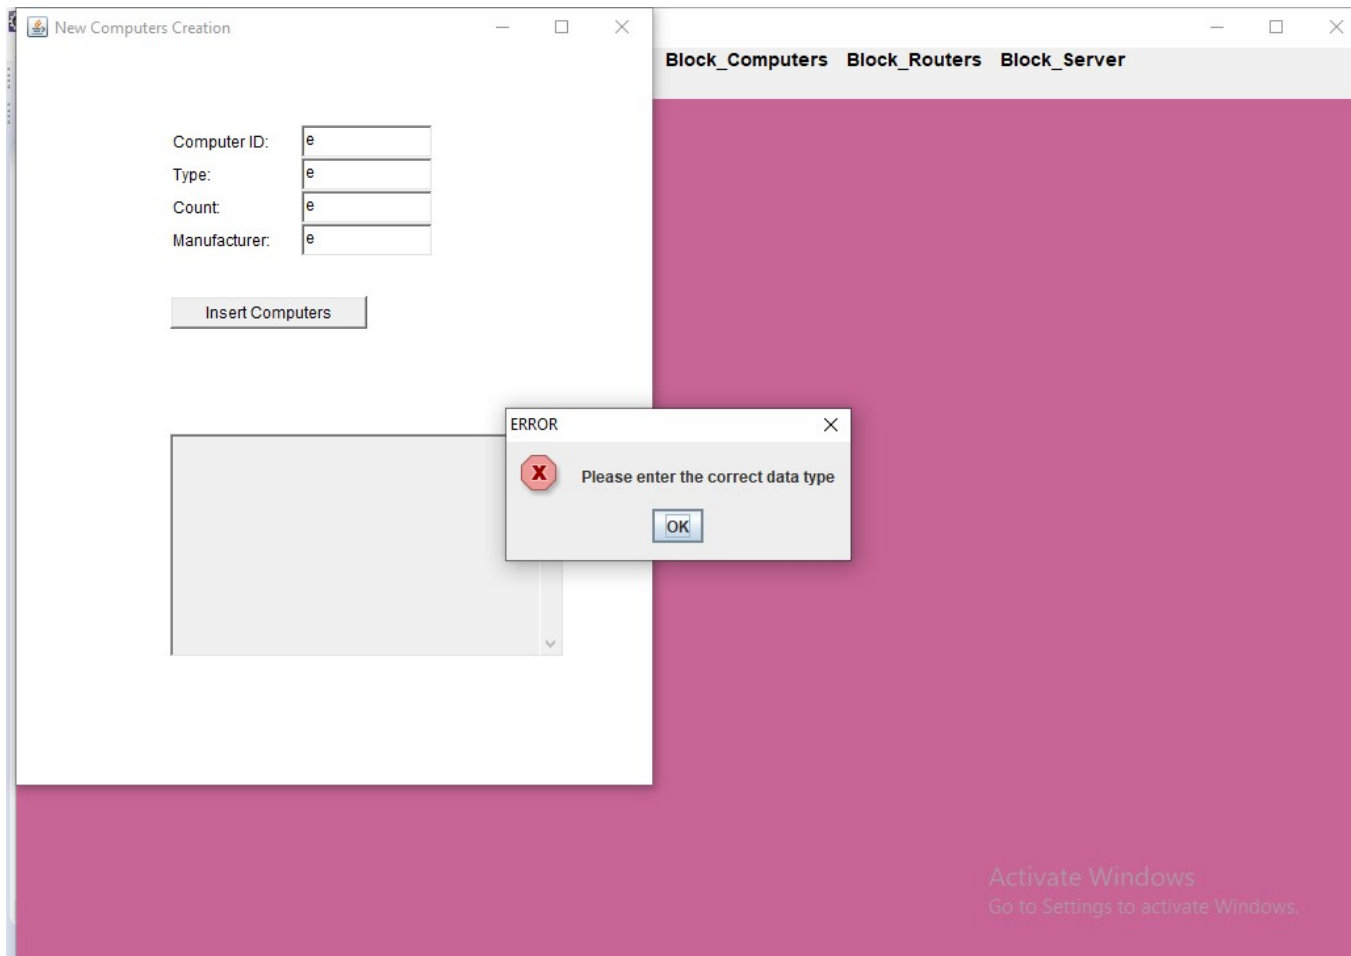 New Computers Creation
Block_Computers Block_Routers Block_Server
Computer ID: e
Type: e
Count: e
Manufacturer: e
Insert Computers
ERROR
Please enter the correct data type
OK
Activate Windows
Go to Settings to activate Windows.